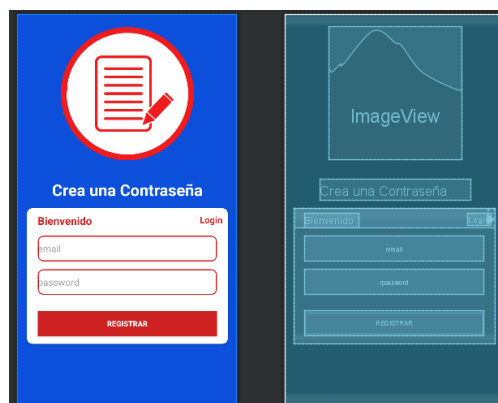 Crea una Contraseña
Bienvenido
Login
email
password
REGISTRAR
ImageView
Crea una Contraseña
Bienvenido
Login
email
password
REGISTRAR